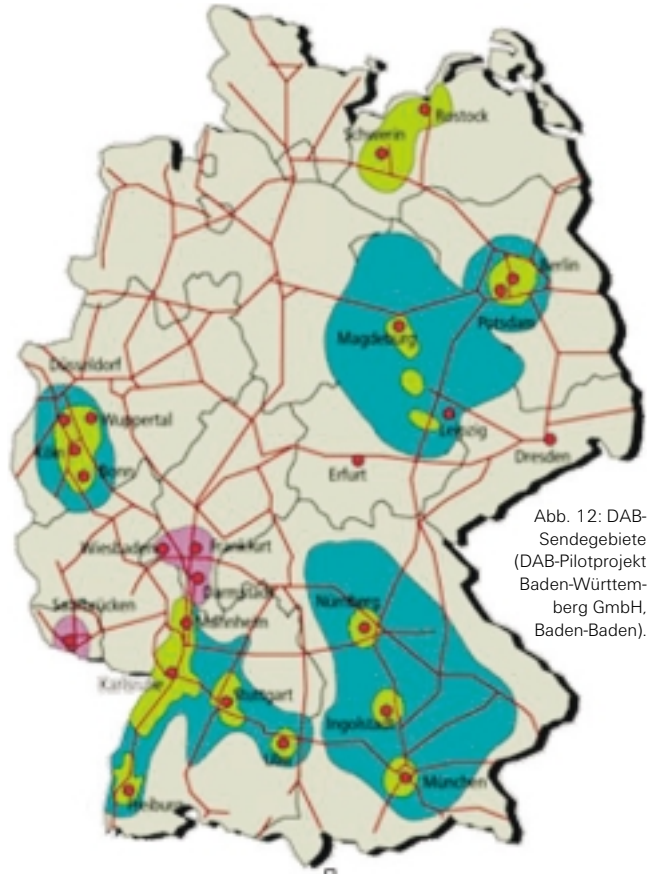 Rostock
Schwerin
Berlin
Potsdam
Magdeburg
Düsseldorf
Wuppertal
Köln
Bonn
Leipzig
Dresden
Erfurt
Wiesbaden
Frankfurt
Darmstadt
Saarbrücken
Mannheim
Nürnberg
Karlsruhe
Stuttgart
Ingolstadt
Ulm
München
Freiburg
Abb. 12: DAB-
Sendegebiete
(DAB-Pilotprojekt
Baden-Württem-
berg GmbH,
Baden-Baden).